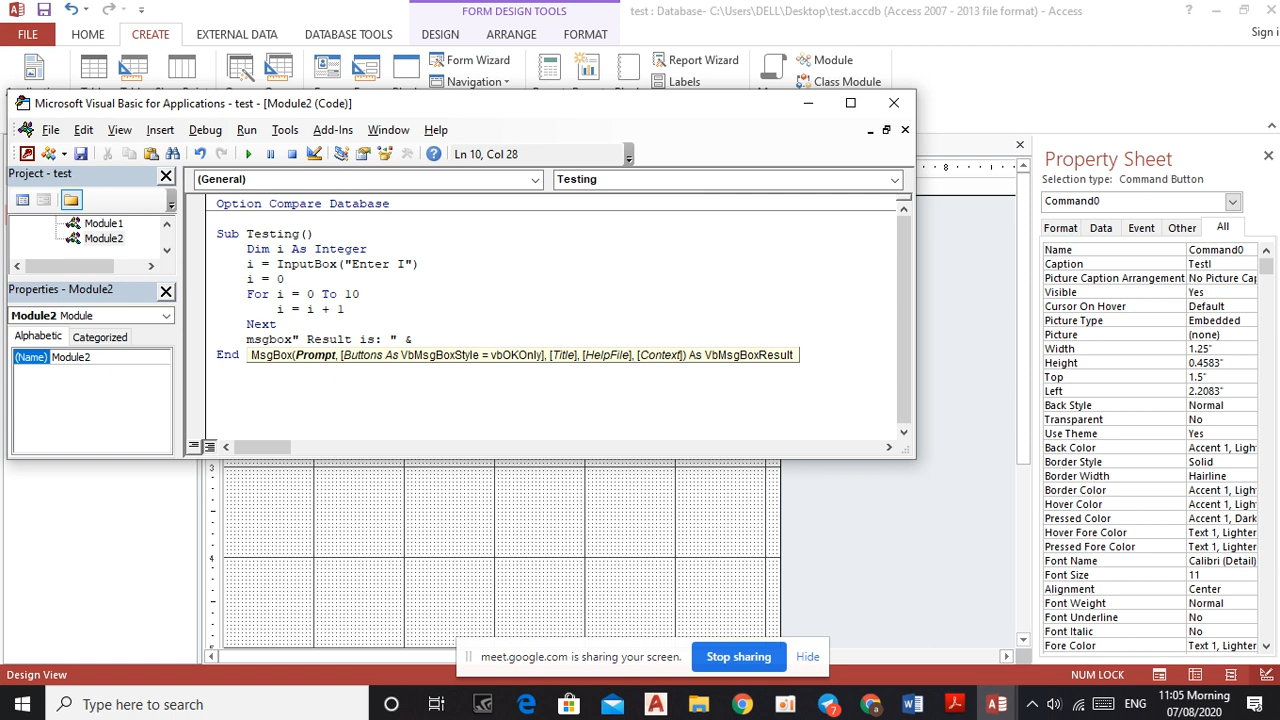 FORM DESIGN TOOLS
test : Database- C:\Users\DELL\Desktop\test.accdb (Access 2007 - 2013 file format) - Access
FILE HOME CREATE EXTERNAL DATA DATABASE TOOLS DESIGN ARRANGE FORMAT Sign i
Form Wizard Report Wizard Module
Navigation Labels Class Module
Microsoft Visual Basic for Applications - test - [Module2 (Code)]
File Edit View Insert Debug Run Tools Add-Ins Window Help
Ln 10, Col 28
Project - test
(General) Testing
Module1
Module2
Properties - Module2
Module2 Module
Alphabetic Categorized
(Name) Module2
Option Compare Database
Sub Testing()
Dim i As Integer
i = InputBox("Enter I")
i = 0
For i = 0 To 10
i = i + 1
Next
msgbox" Result is: " &
End
MsgBox(Prompt, [Buttons As VbMsgBoxStyle = vbOKOnly], [Title], [HelpFile], [Context]) As VbMsgBoxResult
Property Sheet
Selection type: Command Button
Command0
Format Data Event Other All
Name Command0
Caption TestI
Picture Caption Arrangement No Picture Cap
Visible Yes
Cursor On Hover Default
Picture Type Embedded
Picture (none)
Width 1.25"
Height 0.4583"
Top 1.5"
Left 2.2083"
Back Style Normal
Transparent No
Use Theme Yes
Back Color Accent 1, Lighter
Border Style Solid
Border Width Hairline
Border Color Accent 1, Ligh
Hover Color Accent 1, Ligh
Pressed Color Accent 1, Dark
Hover Fore Color Text 1, Lighter
Pressed Fore Color Text 1, Lighter
Font Name Calibri (Detail)
Font Size 11
Alignment Center
Font Weight Normal
Font Underline No
Font Italic No
Fore Color Text 1, Lighter
8
3
4
meet.google.com is sharing your screen. Stop sharing Hide
Design View NUM LOCK
Type here to search
7
ENG
11:05 Morning
07/08/2020